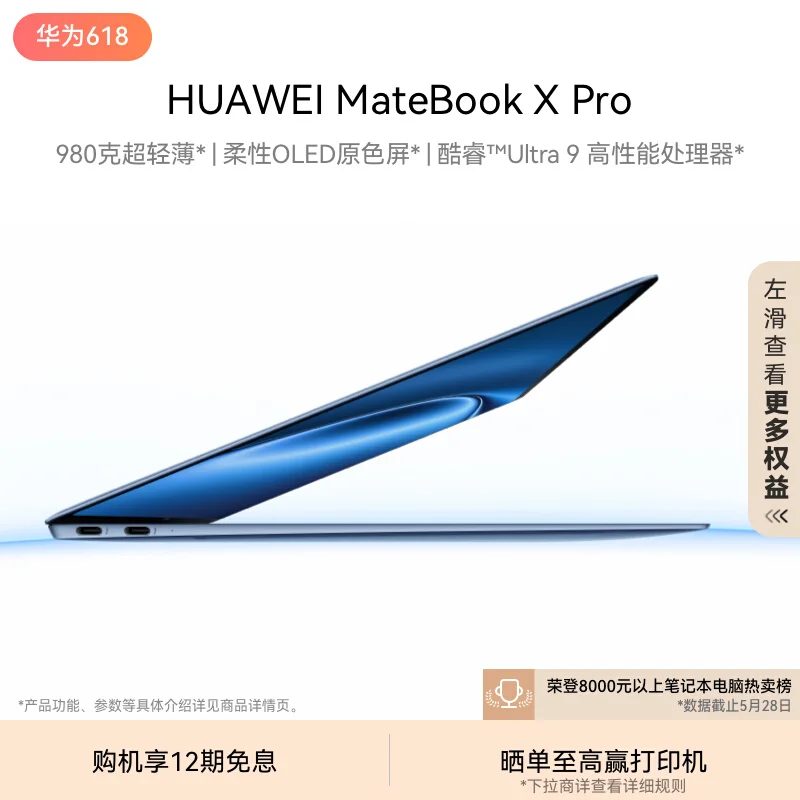 华为618
HUAWEI MateBook X Pro
980克超轻薄* | 柔性OLED原色屏* | 酷睿™Ultra 9 高性能处理器*
左滑查看更多权益
荣登8000元以上笔记本电脑热卖榜
*数据截止5月28日
*产品功能、参数等具体介绍详见商品详情页。
购机享12期免息
晒单至高赢打印机
*下拉商详查看详细规则